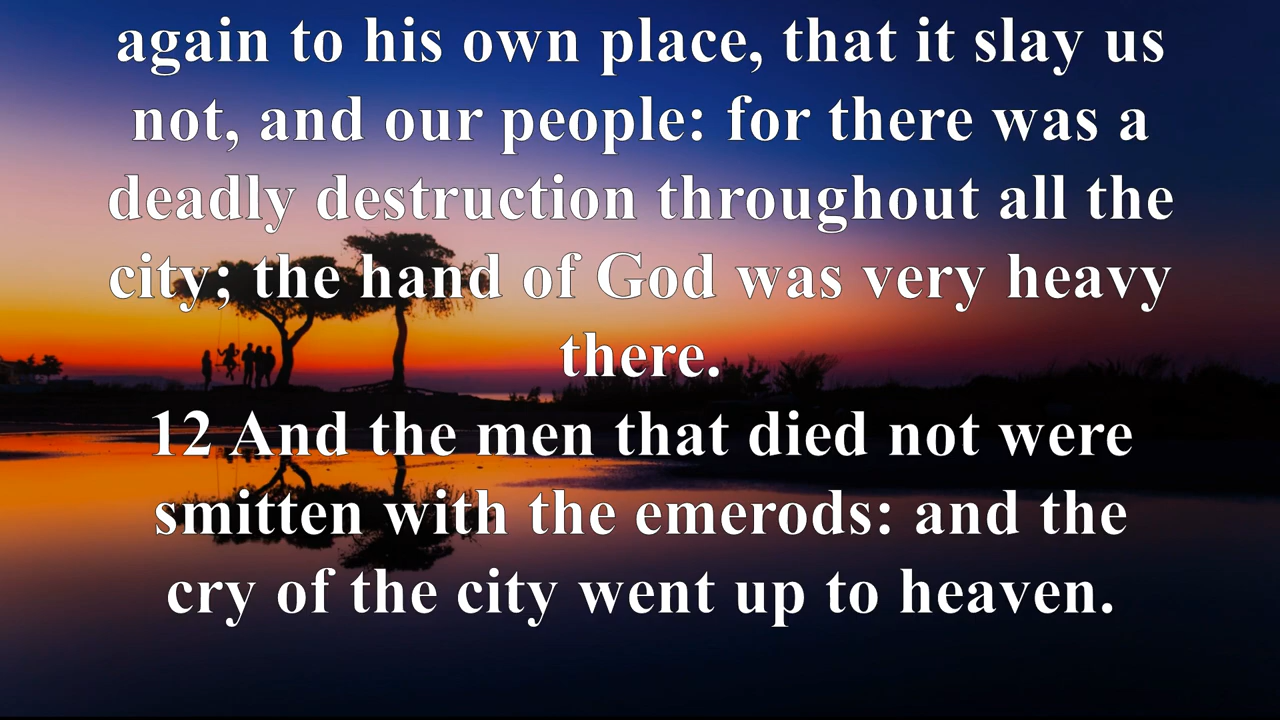 again to his own place, that it slay us
not, and our people: for there was a
deadly destruction throughout all the
city; the hand of God was very heavy
there.
12 And the men that died not were
smitten with the emerods: and the
cry of the city went up to heaven.